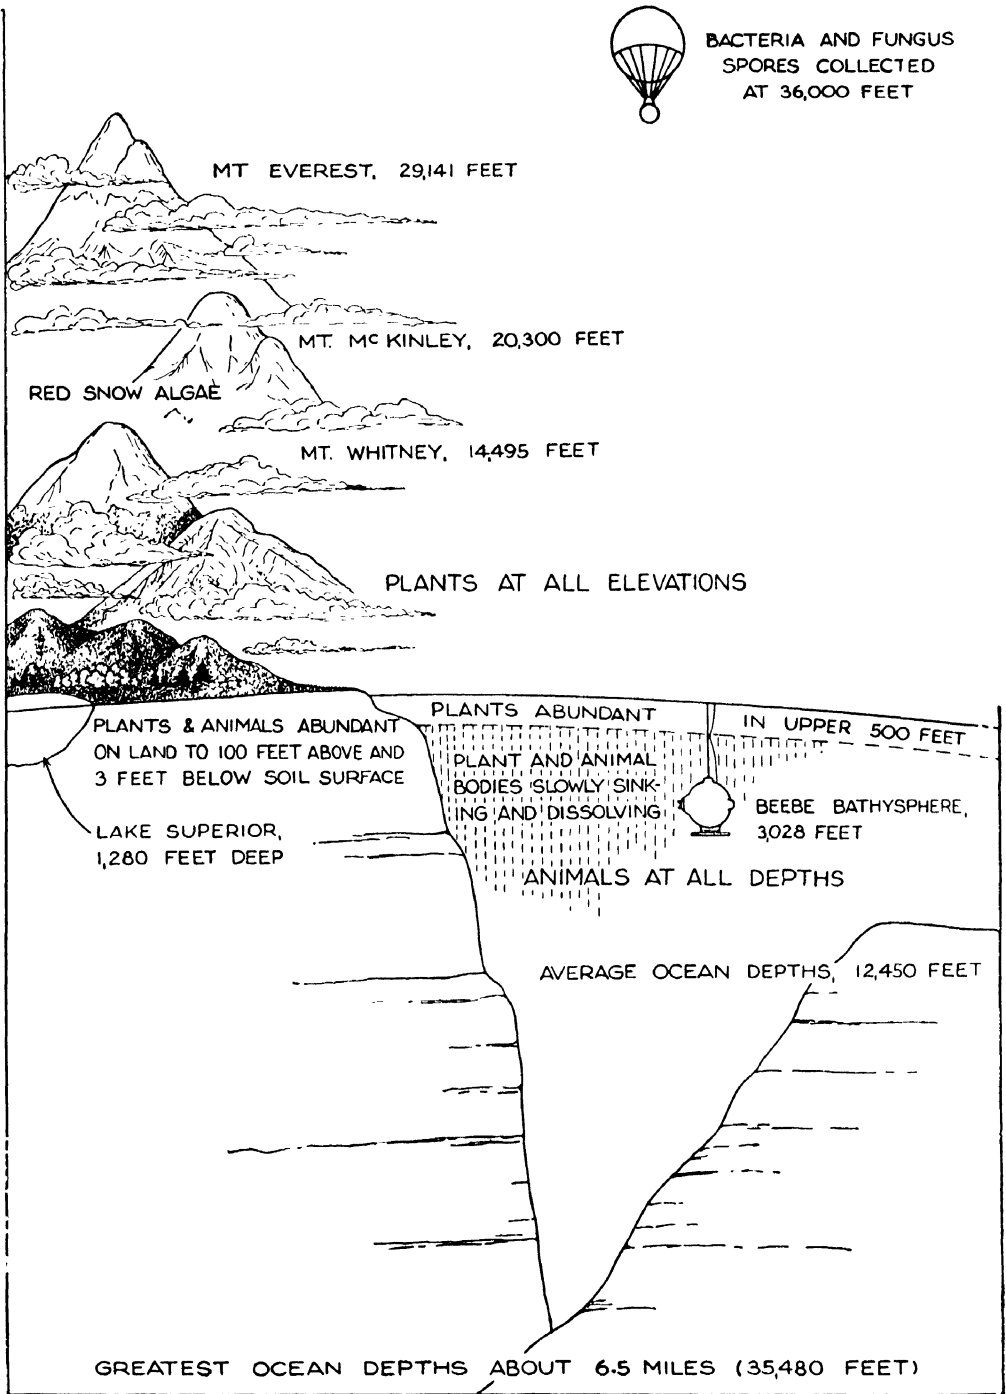 BACTERIA AND FUNGUS
SPORES COLLECTED
AT 36,000 FEET
MT EVEREST, 29,141 FEET
MT. MCKINLEY, 20,300 FEET
RED SNOW ALGAE
MT. WHITNEY, 14,495 FEET
PLANTS AT ALL ELEVATIONS
PLANTS ABUNDANT IN UPPER 500 FEET
PLANTS & ANIMALS ABUNDANT
ON LAND TO 100 FEET ABOVE AND
3 FEET BELOW SOIL SURFACE
PLANT AND ANIMAL
BODIES SLOWLY SINK-
ING AND DISSOLVING
BEEBE BATHYSPHERE,
3,028 FEET
LAKE SUPERIOR,
1,280 FEET DEEP
ANIMALS AT ALL DEPTHS
AVERAGE OCEAN DEPTHS, 12,450 FEET
GREATEST OCEAN DEPTHS ABOUT 6.5 MILES (35,480 FEET)